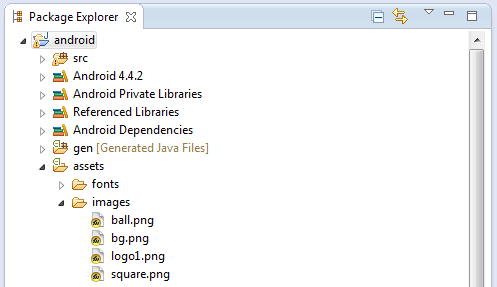 Package Explorer
android
src
Android 4.4.2
Android Private Libraries
Referenced Libraries
Android Dependencies
gen [Generated Java Files]
assets
fonts
images
ball.png
bg.png
logo1.png
square.png